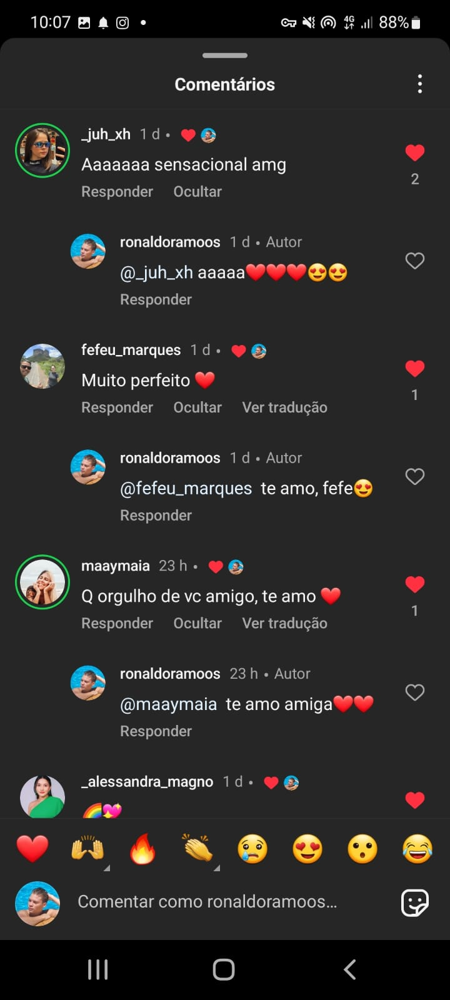 10:07 4G 88%
Comentários
_juh_xh 1 d •
Aaaaaaa sensacional amg
2
Responder Ocultar
ronaldoramoos 1 d • Autor
@_juh_xh aaaaa❤️❤️❤️😍😍
Responder
fefeu_marques 1 d •
Muito perfeito ❤️
1
Responder Ocultar Ver tradução
ronaldoramoos 1 d • Autor
@fefeu_marques te amo, fefe😍
Responder
maaymaia 23 h •
Q orgulho de vc amigo, te amo ❤️
1
Responder Ocultar Ver tradução
ronaldoramoos 23 h • Autor
@maaymaia te amo amiga❤️❤️
Responder
_alessandra_magno 1 d •
🌈💖
❤️ 🙌 🔥 👏 😢 😍 😮 😂
Comentar como ronaldoramoos...